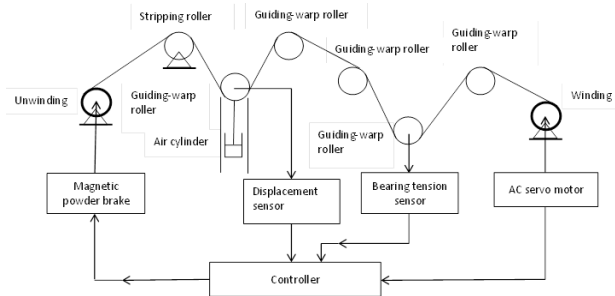 Stripping roller
Guiding-warp roller
Guiding-warp
roller
Guiding-warp roller
Unwinding
Guiding-warp
roller
Winding
Air cylinder
Guiding-warp
roller
Magnetic
powder brake
Displacement
sensor
Bearing tension
sensor
AC servo motor
Controller